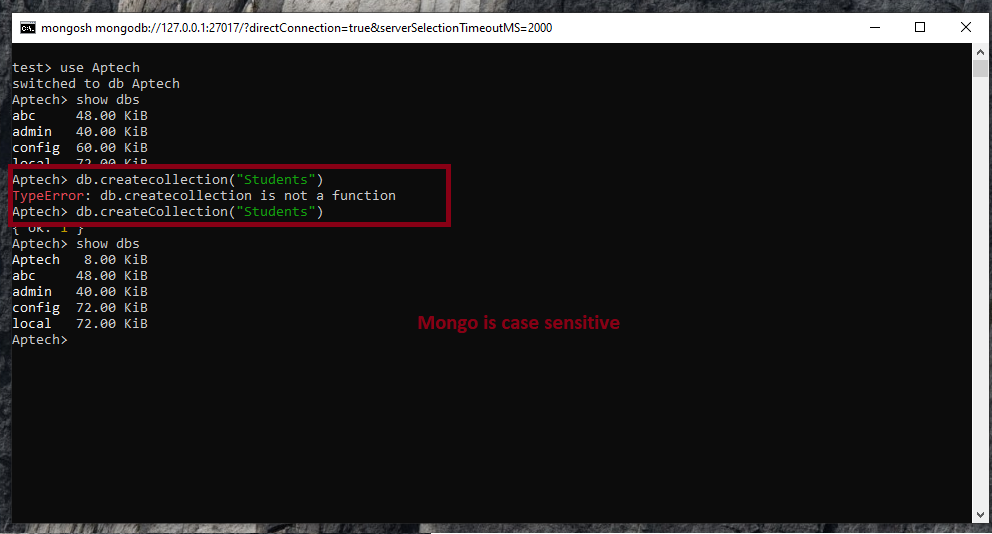 mongosh mongodb://127.0.0.1:27017/?directConnection=true&serverSelectionTimeoutMS=2000
test> use Aptech
switched to db Aptech
Aptech> show dbs
abc 48.00 KiB
admin 40.00 KiB
config 60.00 KiB
local 72.00 KiB
Aptech> db.createcollection("Students")
TypeError: db.createcollection is not a function
Aptech> db.createCollection("Students")
{ ok: 1 }
Aptech> show dbs
Aptech 8.00 KiB
abc 48.00 KiB
admin 40.00 KiB
config 72.00 KiB
local 72.00 KiB
Mongo is case sensitive
Aptech>